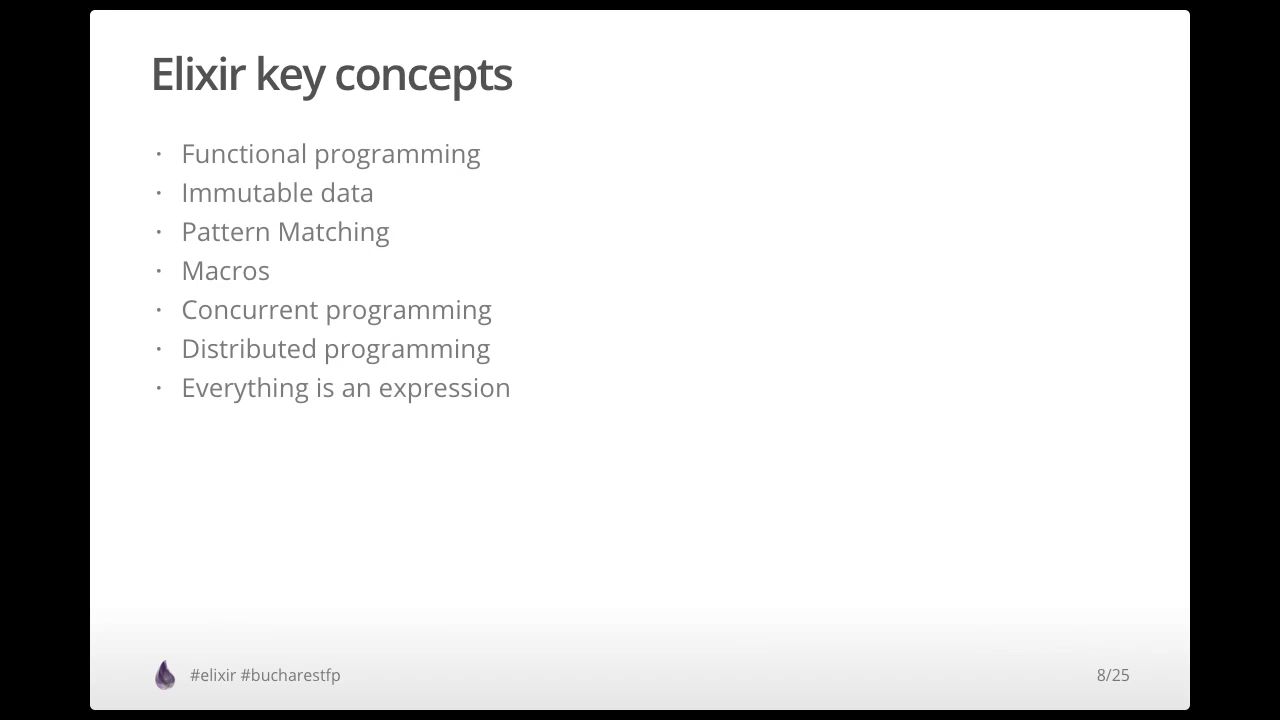 Elixir key concepts
· Functional programming
· Immutable data
· Pattern Matching
· Macros
· Concurrent programming
· Distributed programming
· Everything is an expression
#elixir #bucharestfp
8/25